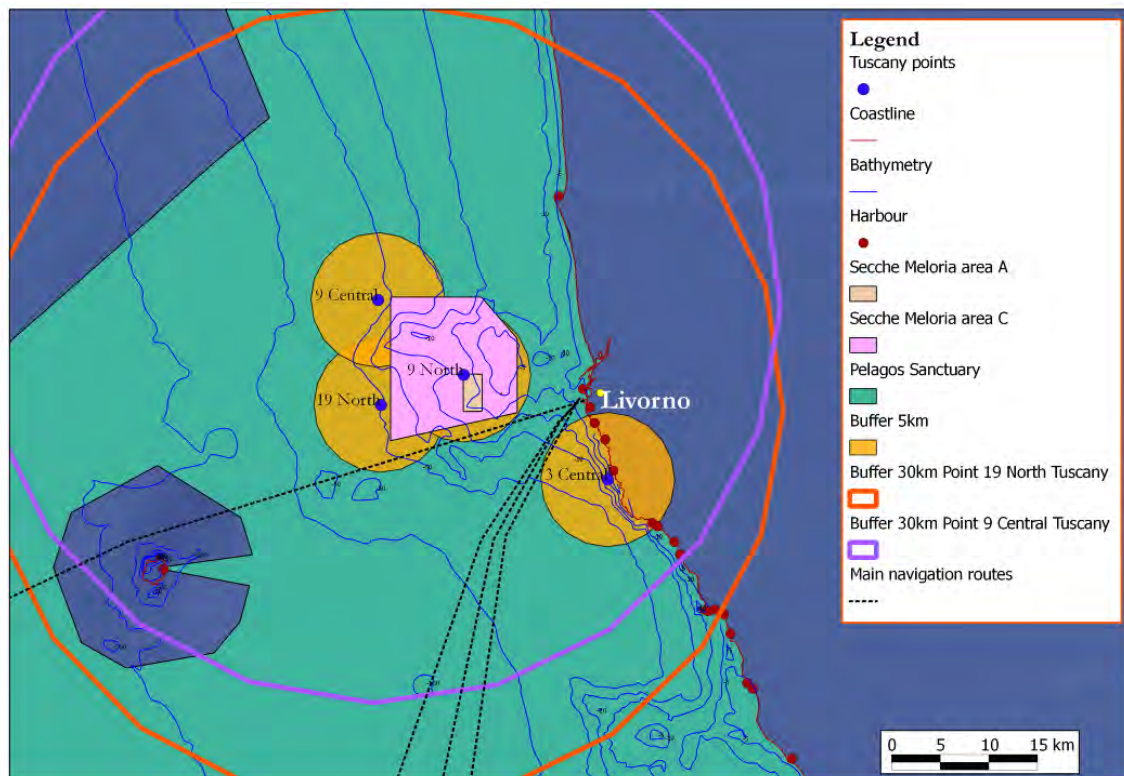 Legend
Tuscany points
Coastline
Bathymetry
Harbour
Secche Meloria area A
Secche Meloria area C
Pelagos Sanctuary
Buffer 5km
Buffer 30km Point 19 North Tuscany
Buffer 30km Point 9 Central Tuscany
Main navigation routes
9 Central
9 North
19 North
Livorno
3 Central
0 5 10 15 km